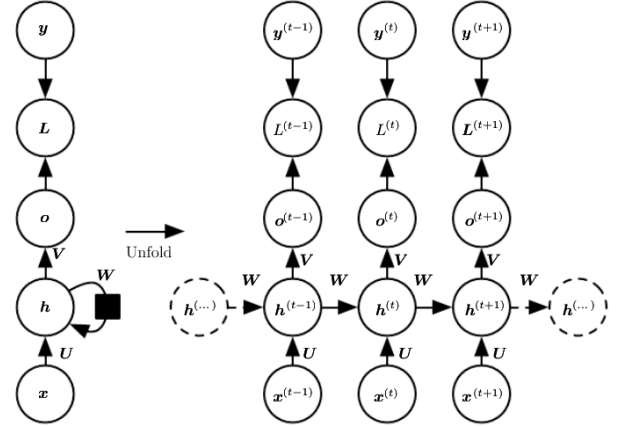 y y^(t−1) y^(t) y^(t+1)
L L^(t−1) L^(t) L^(t+1)
o o^(t−1) o^(t) o^(t+1)
V Unfold V V V
W W W W W
h h^(...) h^(t−1) h^(t) h^(t+1) h^(...)
U U U U
x x^(t−1) x^(t) x^(t+1)